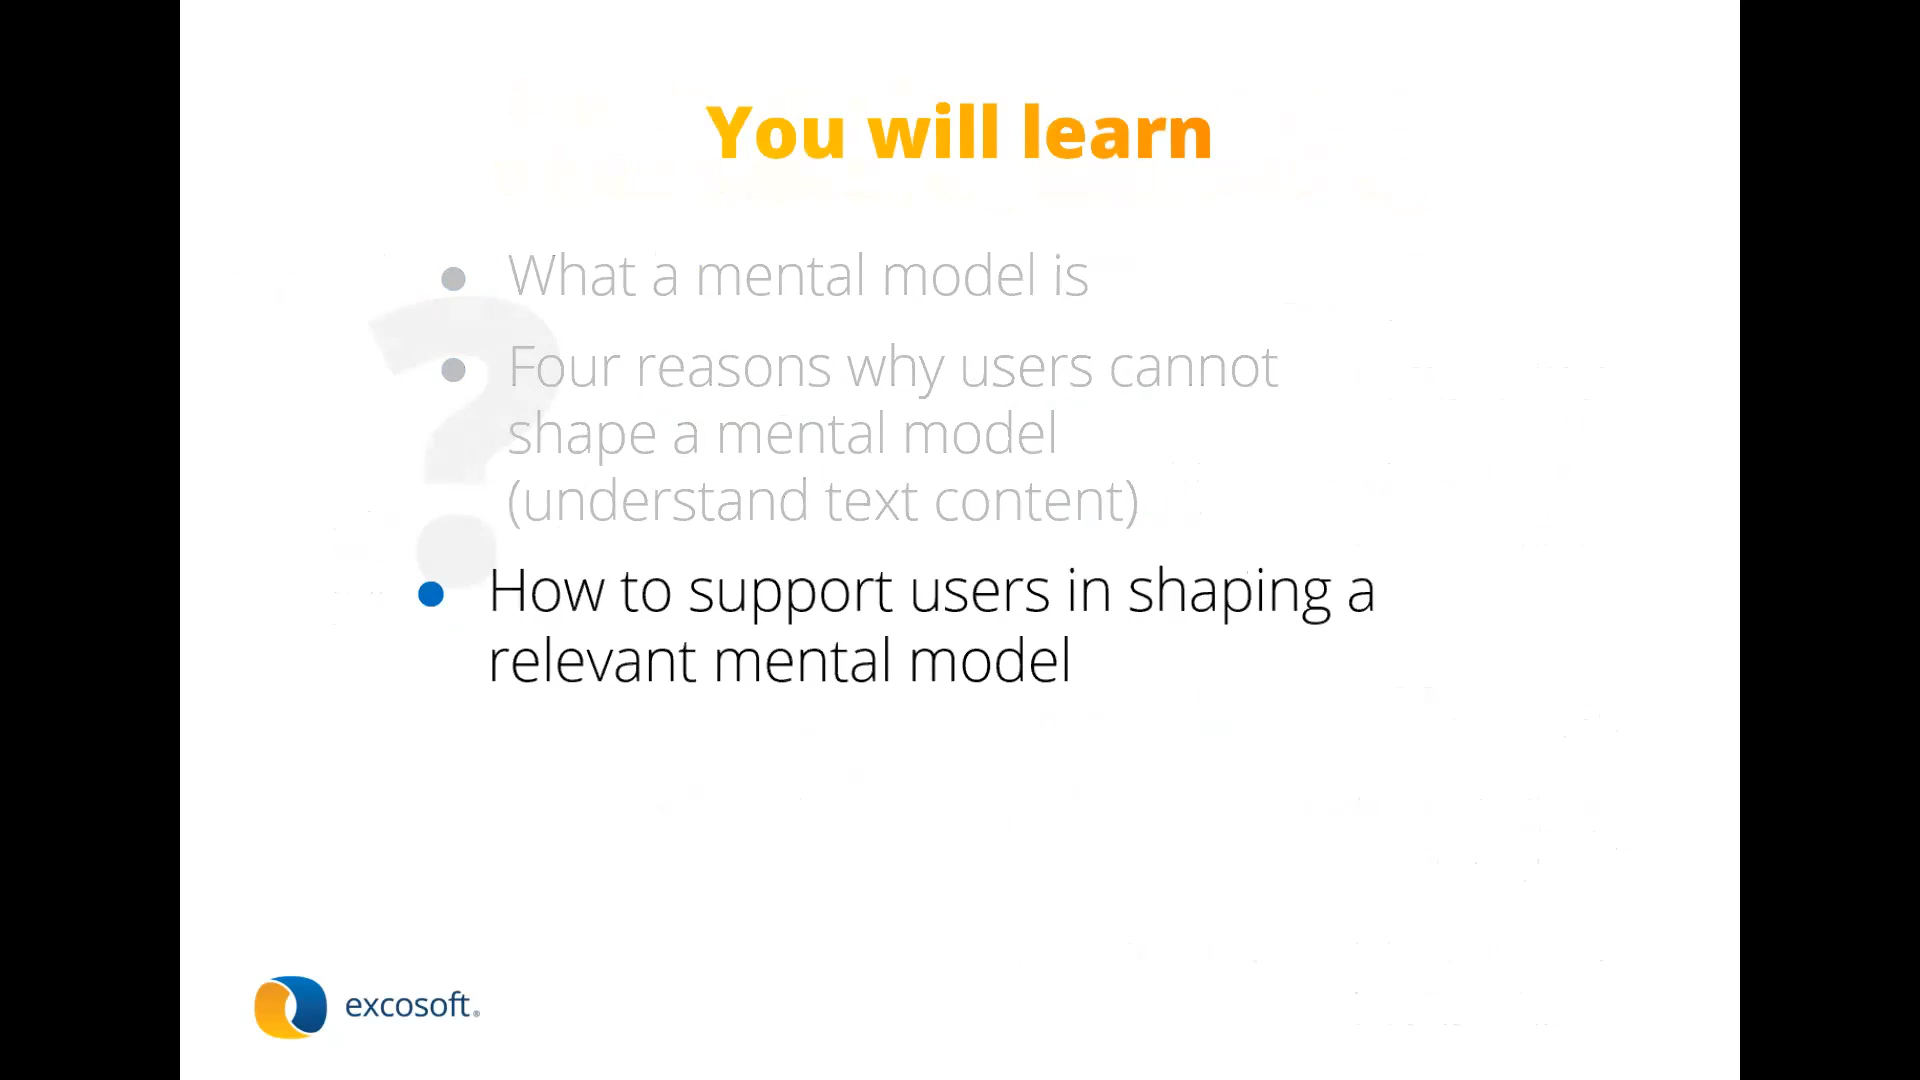 You will learn
What a mental model is
Four reasons why users cannot
shape a mental model
(understand text content)
How to support users in shaping a
relevant mental model
?
excosoft®